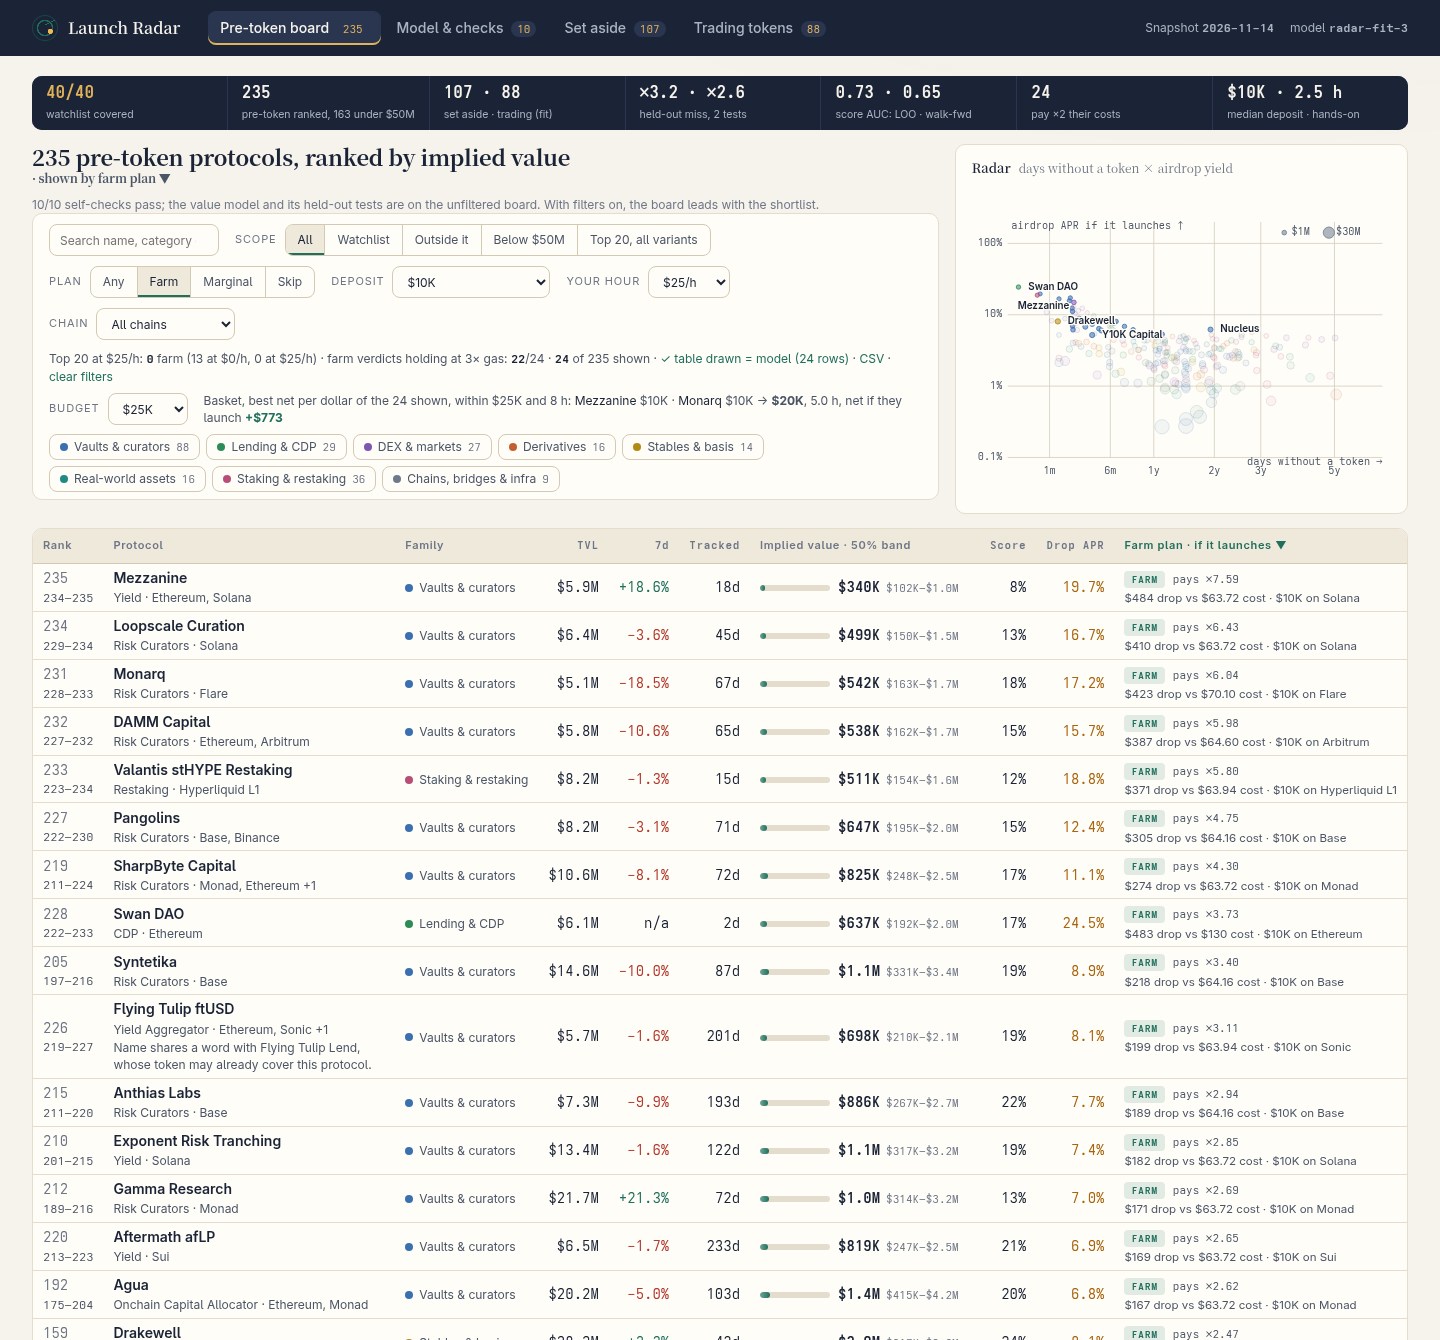 Launch Radar
Pre-token board 235
Model & checks 10
Set aside 107
Trading tokens 88
Snapshot 2026-11-14 model radar-fit-3
40/40
watchlist covered
235
pre-token ranked, 163 under $50M
107 · 88
set aside · trading (fit)
×3.2 · ×2.6
held-out miss, 2 tests
0.73 · 0.65
score AUC: LOO · walk-fwd
24
pay ×2 their costs
$10K · 2.5 h
median deposit · hands-on
235 pre-token protocols, ranked by implied value
· shown by farm plan ▼
10/10 self-checks pass; the value model and its held-out tests are on the unfiltered board. With filters on, the board leads with the shortlist.
Search name, category
SCOPE All Watchlist Outside it Below $50M Top 20, all variants
PLAN Any Farm Marginal Skip DEPOSIT $10K YOUR HOUR $25/h
CHAIN All chains
Top 20 at $25/h: 0 farm (13 at $0/h, 0 at $25/h) · farm verdicts holding at 3× gas: 22/24 · 24 of 235 shown · ✓ table drawn = model (24 rows) · CSV ·
clear filters
BUDGET $25K Basket, best net per dollar of the 24 shown, within $25K and 8 h: Mezzanine $10K · Monarq $10K → $20K, 5.0 h, net if they
launch +$773
Vaults & curators 88 Lending & CDP 29 DEX & markets 27 Derivatives 16 Stables & basis 14
Real-world assets 16 Staking & restaking 36 Chains, bridges & infra 9
Radar days without a token × airdrop yield
airdrop APR if it launches ↑
$1M $30M
100%
10%
1%
0.1%
Swan DAO
Mezzanine
Drakewell
Y10K Capital
Nucleus
days without a token →
1m 6m 1y 2y 3y 5y
Rank Protocol Family TVL 7d Tracked Implied value · 50% band Score Drop APR Farm plan · if it launches ▼
235 Mezzanine Vaults & curators $5.9M +18.6% 18d $340K $102K–$1.0M 8% 19.7% FARM pays ×7.59
234–235 Yield · Ethereum, Solana $484 drop vs $63.72 cost · $10K on Solana
234 Loopscale Curation Vaults & curators $6.4M −3.6% 45d $499K $150K–$1.5M 13% 16.7% FARM pays ×6.43
229–234 Risk Curators · Solana $410 drop vs $63.72 cost · $10K on Solana
231 Monarq Vaults & curators $5.1M −18.5% 67d $542K $163K–$1.7M 18% 17.2% FARM pays ×6.04
228–233 Risk Curators · Flare $423 drop vs $70.10 cost · $10K on Flare
232 DAMM Capital Vaults & curators $5.8M −10.6% 65d $538K $162K–$1.7M 15% 15.7% FARM pays ×5.98
227–232 Risk Curators · Ethereum, Arbitrum $387 drop vs $64.60 cost · $10K on Arbitrum
233 Valantis stHYPE Restaking Staking & restaking $8.2M −1.3% 15d $511K $154K–$1.6M 12% 18.8% FARM pays ×5.80
223–234 Restaking · Hyperliquid L1 $371 drop vs $63.94 cost · $10K on Hyperliquid L1
227 Pangolins Vaults & curators $8.2M −3.1% 71d $647K $195K–$2.0M 15% 12.4% FARM pays ×4.75
222–230 Risk Curators · Base, Binance $305 drop vs $64.16 cost · $10K on Base
219 SharpByte Capital Vaults & curators $10.6M −8.1% 72d $825K $248K–$2.5M 17% 11.1% FARM pays ×4.30
211–224 Risk Curators · Monad, Ethereum +1 $274 drop vs $63.72 cost · $10K on Monad
228 Swan DAO Lending & CDP $6.1M n/a 2d $637K $192K–$2.0M 17% 24.5% FARM pays ×3.73
222–233 CDP · Ethereum $483 drop vs $130 cost · $10K on Ethereum
205 Syntetika Vaults & curators $14.6M −10.0% 87d $1.1M $331K–$3.4M 19% 8.9% FARM pays ×3.40
197–216 Risk Curators · Base $218 drop vs $64.16 cost · $10K on Base
226 Flying Tulip ftUSD Vaults & curators $5.7M −1.6% 201d $698K $210K–$2.1M 19% 8.1% FARM pays ×3.11
219–227 Yield Aggregator · Ethereum, Sonic +1 $199 drop vs $63.94 cost · $10K on Sonic
Name shares a word with Flying Tulip Lend,
whose token may already cover this protocol.
215 Anthias Labs Vaults & curators $7.3M −9.9% 193d $886K $267K–$2.7M 22% 7.7% FARM pays ×2.94
211–220 Risk Curators · Base $189 drop vs $64.16 cost · $10K on Base
210 Exponent Risk Tranching Vaults & curators $13.4M −1.6% 122d $1.1M $317K–$3.4M 19% 7.4% FARM pays ×2.85
201–215 Yield · Solana $182 drop vs $63.72 cost · $10K on Solana
212 Gamma Research Vaults & curators $21.7M +21.3% 72d $1.0M $314K–$3.2M 13% 7.0% FARM pays ×2.69
189–216 Risk Curators · Monad $171 drop vs $63.72 cost · $10K on Monad
220 Aftermath afLP Vaults & curators $6.5M −1.7% 233d $819K $247K–$2.5M 21% 6.9% FARM pays ×2.65
213–223 Yield · Sui $169 drop vs $63.72 cost · $10K on Sui
192 Agua Vaults & curators $20.2M −5.0% 103d $1.4M $415K–$4.2M 20% 6.8% FARM pays ×2.62
175–204 Onchain Capital Allocator · Ethereum, Monad $167 drop vs $63.72 cost · $10K on Monad
159 Drakewell FARM pays ×2.47